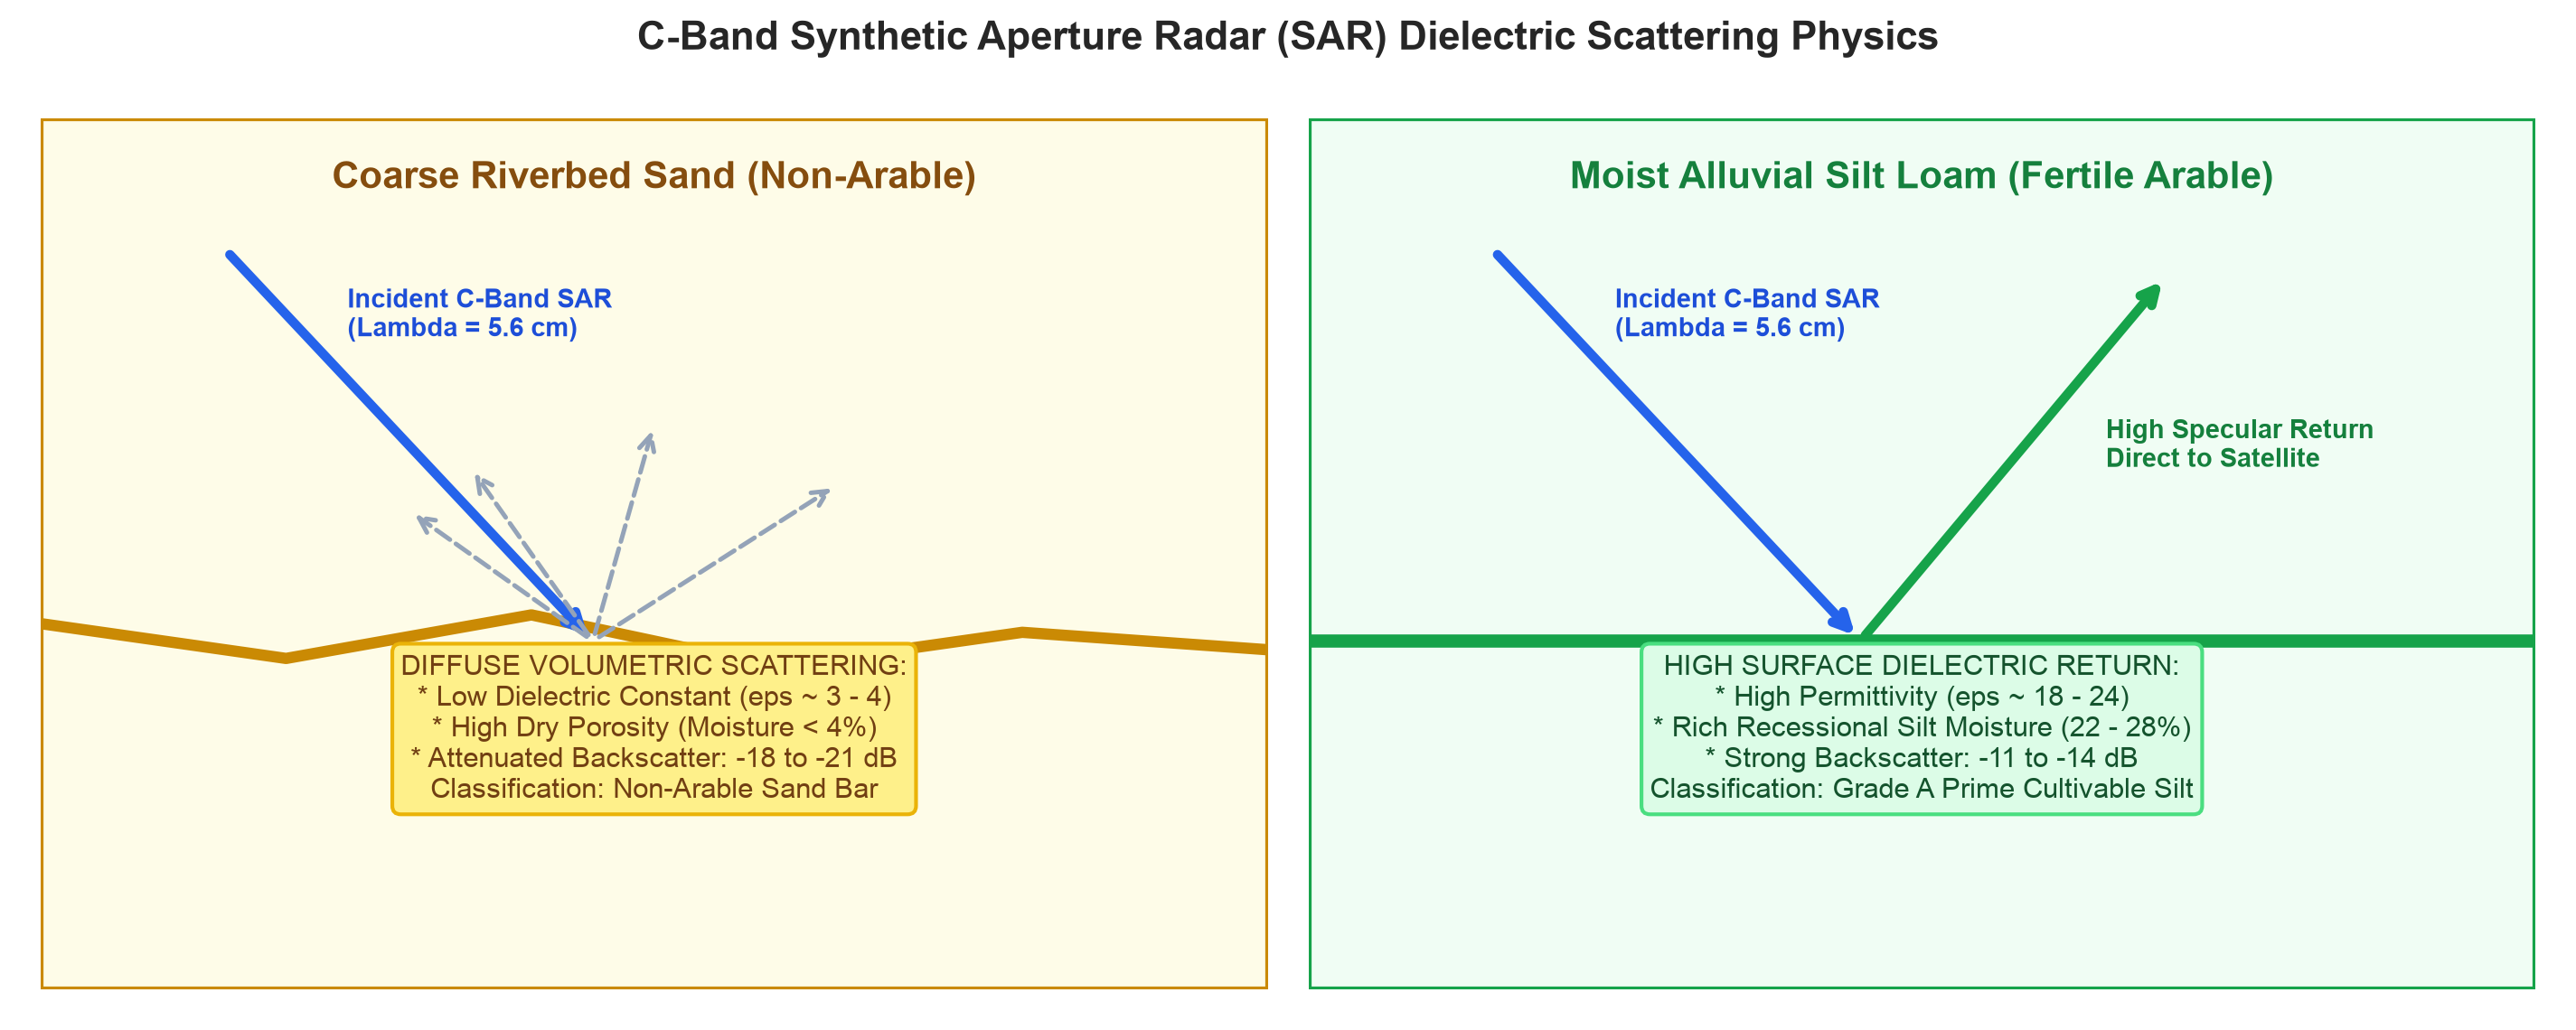 C-Band Synthetic Aperture Radar (SAR) Dielectric Scattering Physics
Coarse Riverbed Sand (Non-Arable)
Incident C-Band SAR
(Lambda = 5.6 cm)
DIFFUSE VOLUMETRIC SCATTERING:
* Low Dielectric Constant (eps ~ 3 - 4)
* High Dry Porosity (Moisture < 4%)
* Attenuated Backscatter: -18 to -21 dB
Classification: Non-Arable Sand Bar
Moist Alluvial Silt Loam (Fertile Arable)
Incident C-Band SAR
(Lambda = 5.6 cm)
High Specular Return
Direct to Satellite
HIGH SURFACE DIELECTRIC RETURN:
* High Permittivity (eps ~ 18 - 24)
* Rich Recessional Silt Moisture (22 - 28%)
* Strong Backscatter: -11 to -14 dB
Classification: Grade A Prime Cultivable Silt